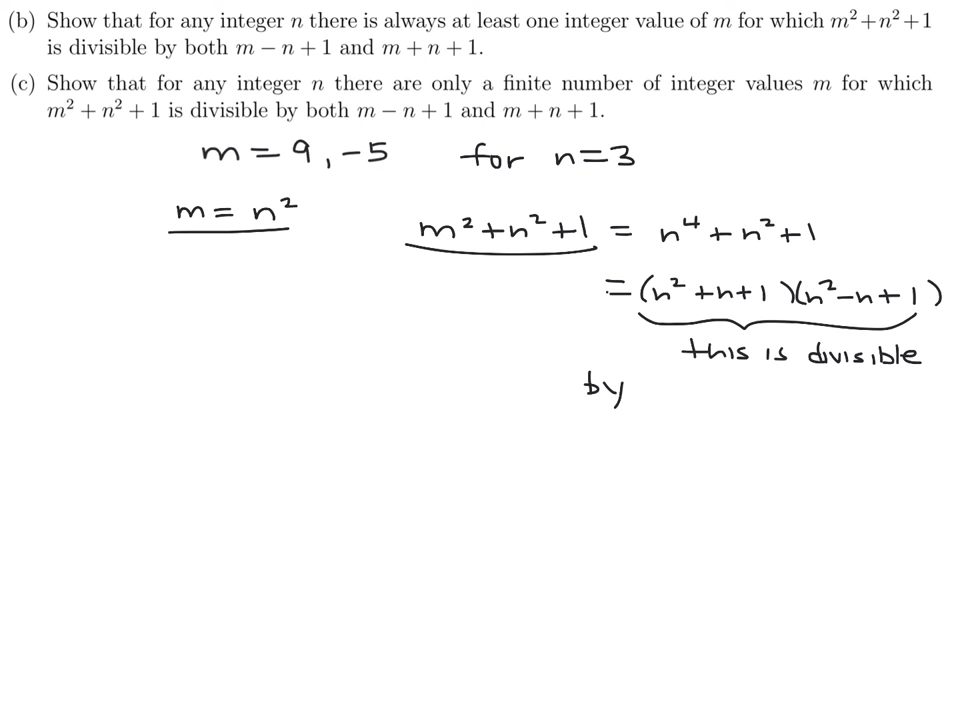 (b) Show that for any integer n there is always at least one integer value of m for which m²+n²+1
is divisible by both m − n + 1 and m + n + 1.
(c) Show that for any integer n there are only a finite number of integer values m for which
m² + n² + 1 is divisible by both m − n + 1 and m + n + 1.
m = 9, -5 for n=3
m = n²
m²+n²+1 = n⁴+n²+1
= (n²+n+1)(n²-n+1)
this is divisible
by